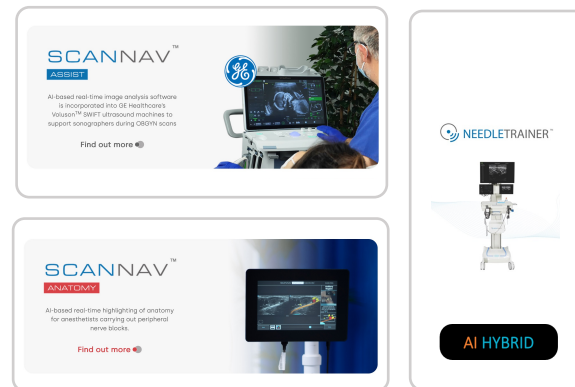 SCANNAV™
ASSIST
AI-based real-time image analysis software
is incorporated into GE Healthcare's
Voluson™ SWIFT ultrasound machines to
support sonographers during OBGYN scans
Find out more
SCANNAV™
ANATOMY
AI-based real-time highlighting of anatomy
for anesthetists carrying out peripheral
nerve blocks.
Find out more
NEEDLETRAINER™
AI HYBRID